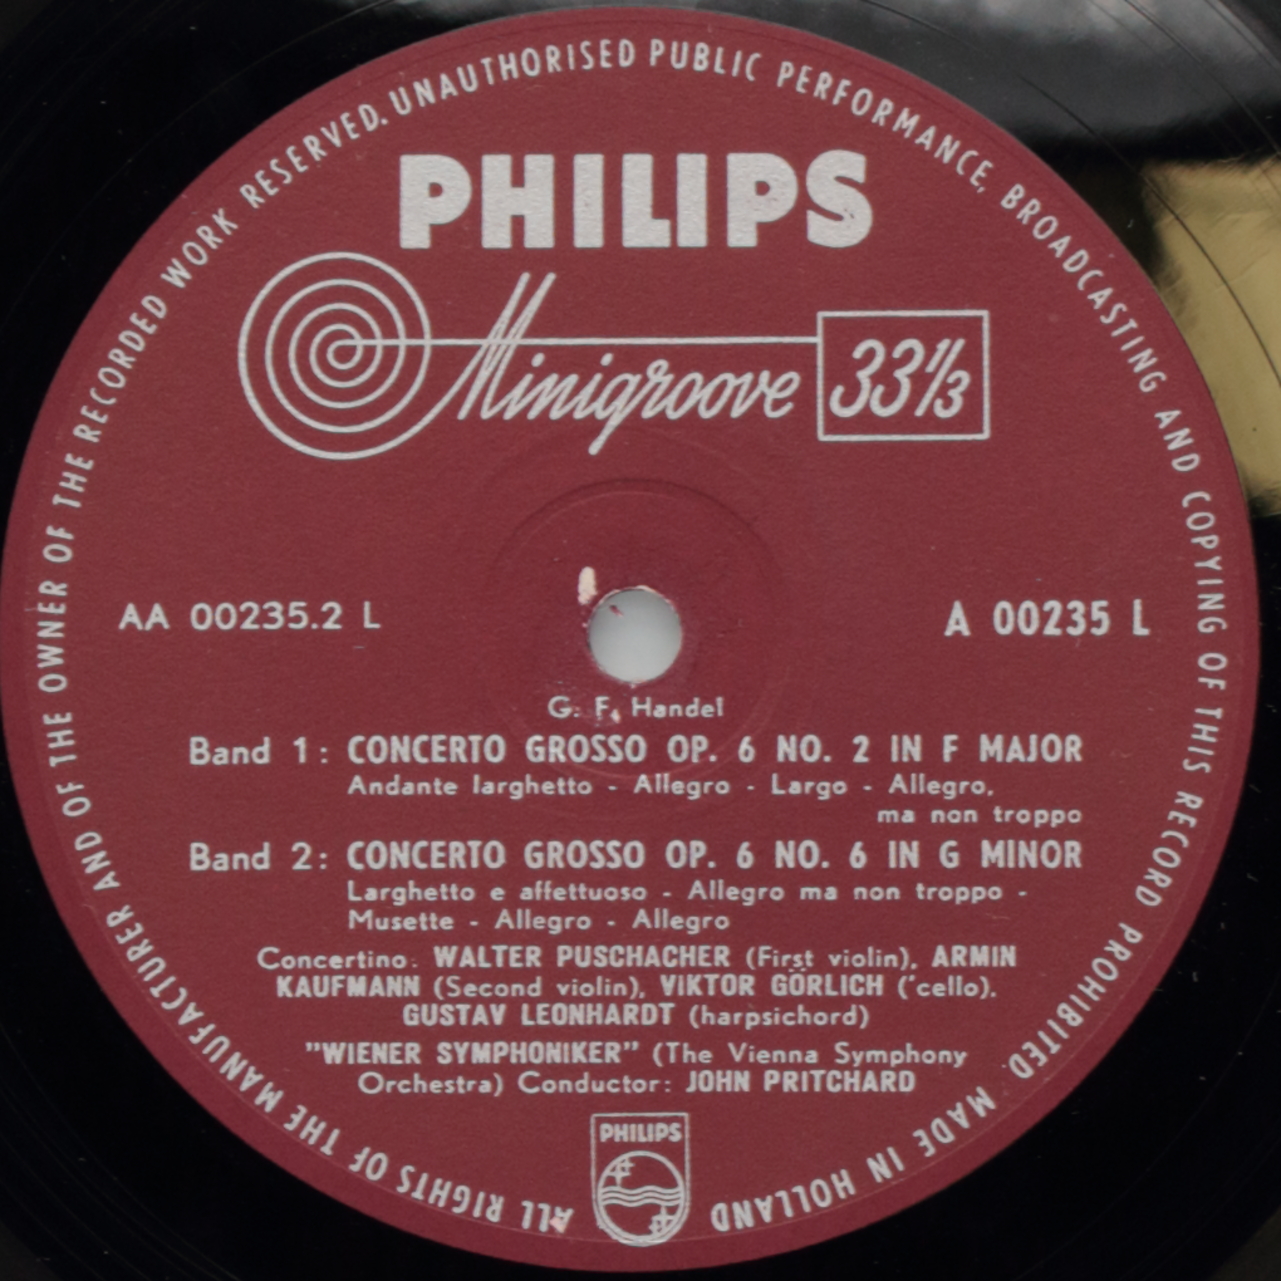 ALL RIGHTS OF THE MANUFACTURER AND OF THE OWNER OF THE RECORDED WORK RESERVED. UNAUTHORISED PUBLIC PERFORMANCE, BROADCASTING AND COPYING OF THIS RECORD PROHIBITED. MADE IN HOLLAND
PHILIPS
Minigroove 33 1/3
AA 00235.2 L
A 00235 L
G. F. Handel
Band 1: CONCERTO GROSSO OP. 6 NO. 2 IN F MAJOR
Andante larghetto - Allegro - Largo - Allegro,
ma non troppo
Band 2: CONCERTO GROSSO OP. 6 NO. 6 IN G MINOR
Larghetto e affettuoso - Allegro ma non troppo -
Musette - Allegro - Allegro
Concertino: WALTER PUSCHACHER (First violin), ARMIN
KAUFMANN (Second violin), VIKTOR GÖRLICH ('cello),
GUSTAV LEONHARDT (harpsichord)
"WIENER SYMPHONIKER" (The Vienna Symphony
Orchestra) Conductor: JOHN PRITCHARD
PHILIPS